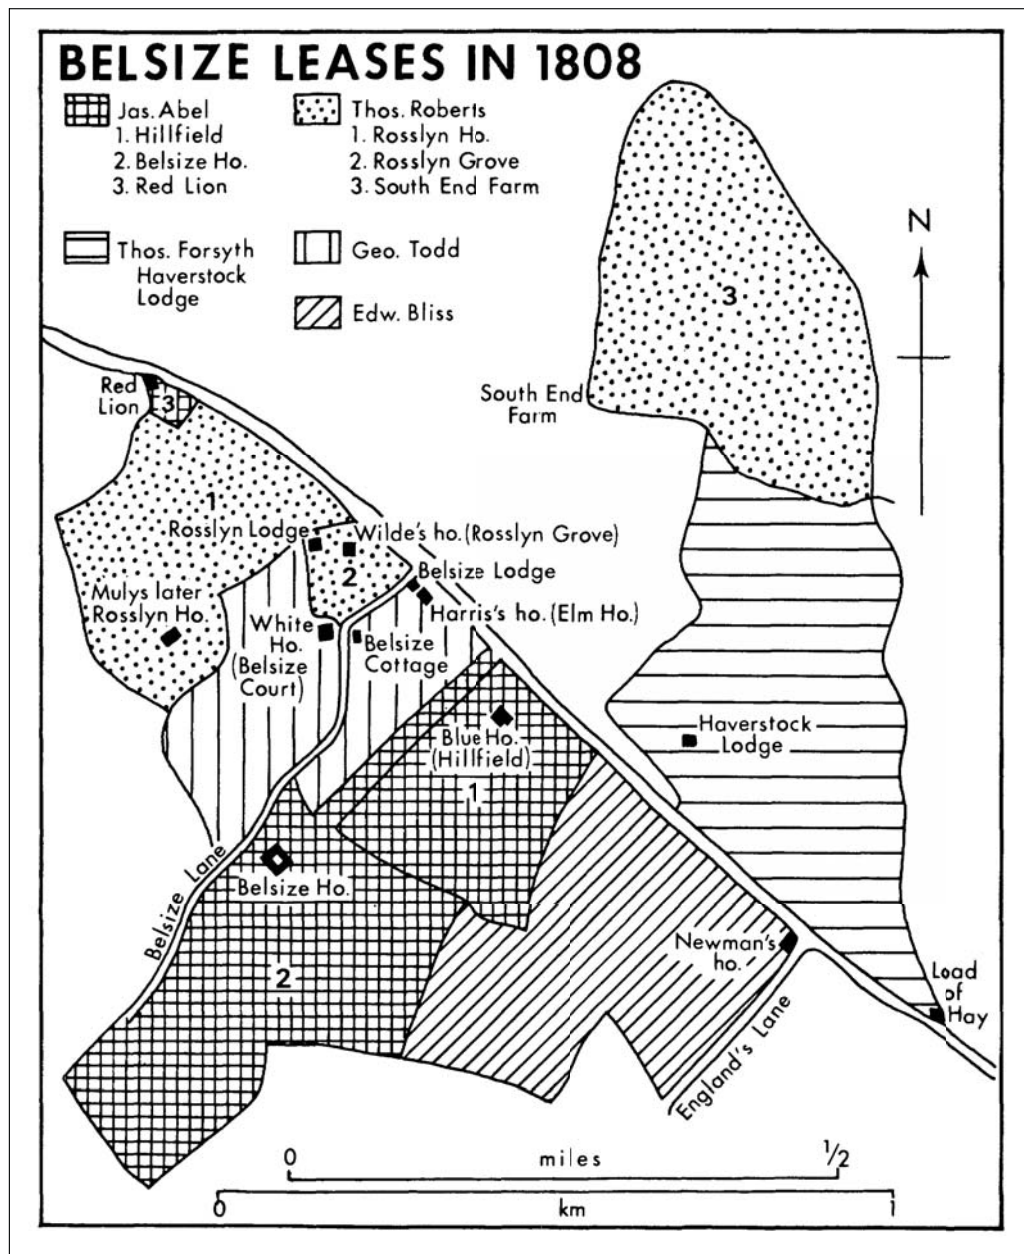 BELSIZE LEASES IN 1808
Jas. Abel
1. Hillfield
2. Belsize Ho.
3. Red Lion
Thos. Roberts
1. Rosslyn Ho.
2. Rosslyn Grove
3. South End Farm
Thos. Forsyth
Haverstock
Lodge
Geo. Todd
Edw. Bliss
N
3
Red
Lion
3
South End
Farm
1
Rosslyn Lodge
Wilde's ho. (Rosslyn Grove)
2
Belsize Lodge
Mulys later
Rosslyn Ho.
Harris's ho. (Elm Ho.)
White
Ho.
(Belsize
Court)
Belsize
Cottage
Blue Ho.
(Hillfield)
1
Haverstock
Lodge
Belsize Lane
Belsize Ho.
2
Newman's
ho.
England's Lane
Load
of
Hay
0 miles 1/2
0 km 1